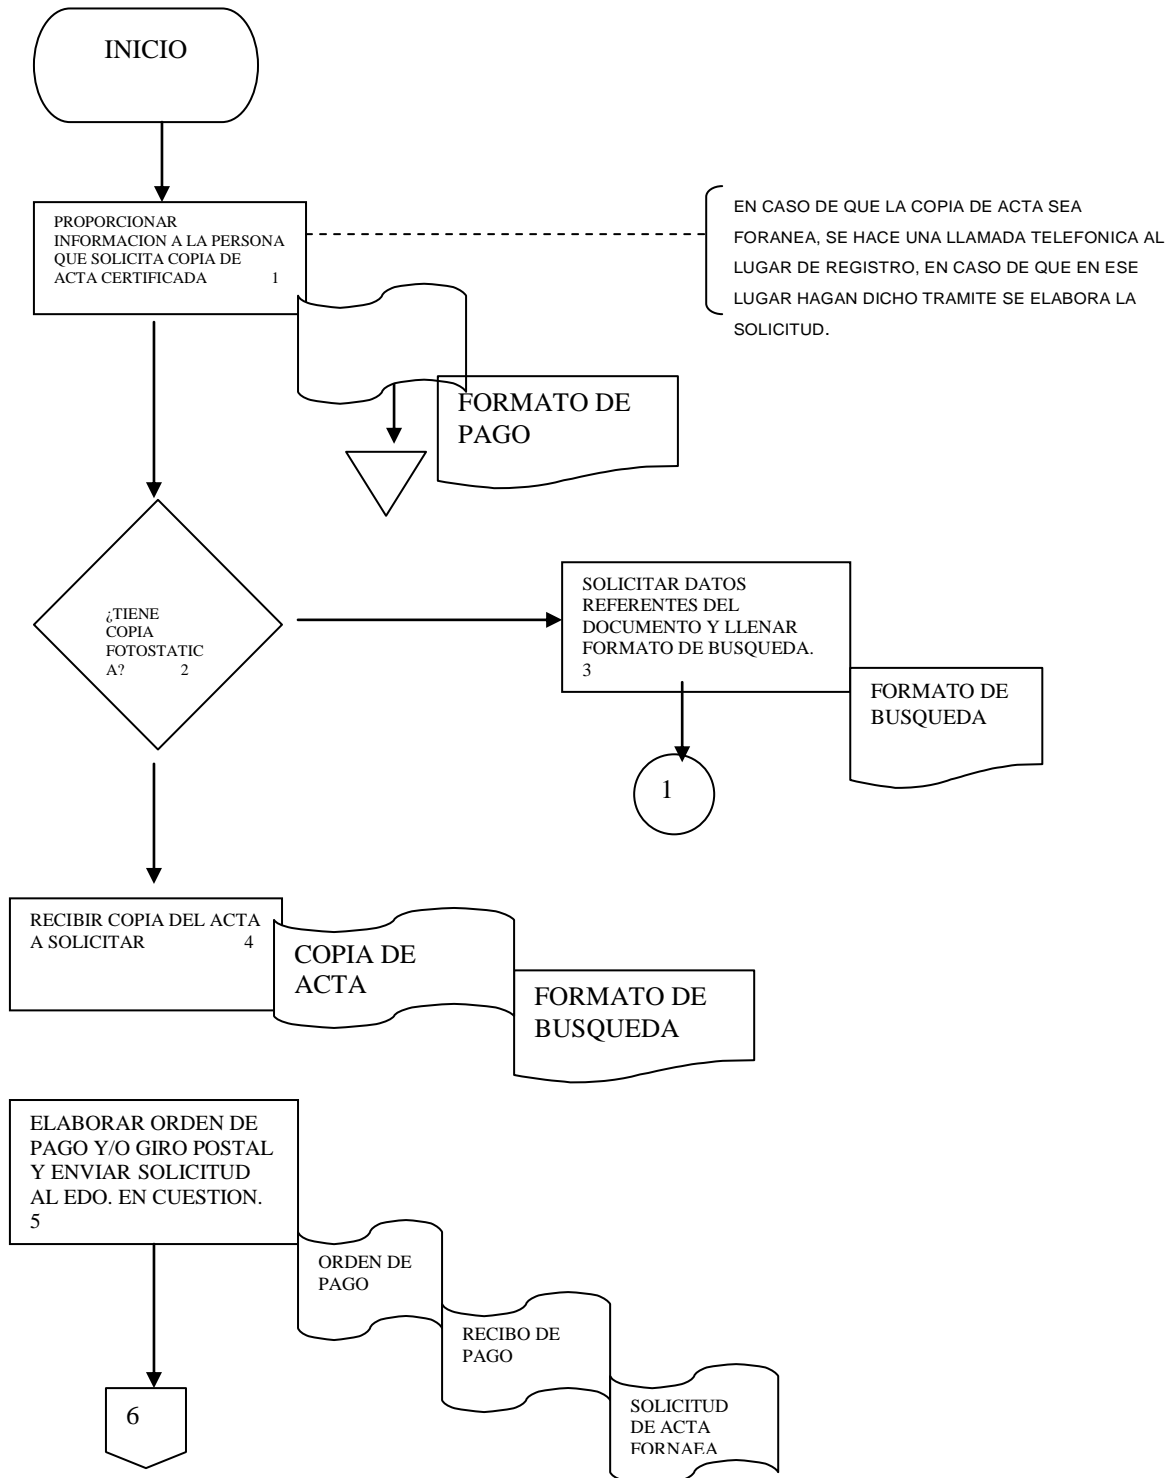 INICIO
PROPORCIONAR
INFORMACION A LA PERSONA
QUE SOLICITA COPIA DE
ACTA CERTIFICADA 1
EN CASO DE QUE LA COPIA DE ACTA SEA
FORANEA, SE HACE UNA LLAMADA TELEFONICA AL
LUGAR DE REGISTRO, EN CASO DE QUE EN ESE
LUGAR HAGAN DICHO TRAMITE SE ELABORA LA
SOLICITUD.
FORMATO DE
PAGO
¿TIENE
COPIA
FOTOSTATIC
A? 2
SOLICITAR DATOS
REFERENTES DEL
DOCUMENTO Y LLENAR
FORMATO DE BUSQUEDA.
3
FORMATO DE
BUSQUEDA
1
RECIBIR COPIA DEL ACTA
A SOLICITAR 4
COPIA DE
ACTA
FORMATO DE
BUSQUEDA
ELABORAR ORDEN DE
PAGO Y/O GIRO POSTAL
Y ENVIAR SOLICITUD
AL EDO. EN CUESTION.
5
ORDEN DE
PAGO
RECIBO DE
PAGO
SOLICITUD
DE ACTA
FORNAEA
6